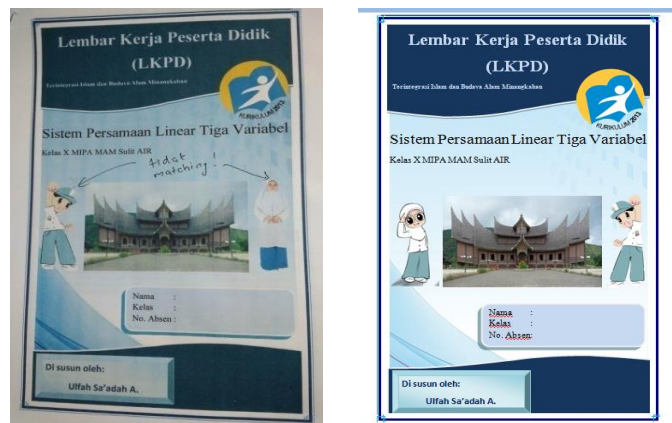 Lembar Kerja Peserta Didik
(LKPD)
Terintegrasi Islam dan Budaya Alam Minangkabau
KURIKULUM 2013
Sistem Persamaan Linear Tiga Variabel
Kelas X MIPA MAM Sulit AIR
tidak
matching!
Nama :
Kelas :
No. Absen :
Di susun oleh:
Ulfah Sa'adah A.
Lembar Kerja Peserta Didik
(LKPD)
Terintegrasi Islam dan Budaya Alam Minangkabau
KURIKULUM 2013
Sistem Persamaan Linear Tiga Variabel
Kelas X MIPA MAM Sulit AIR
Nama :
Kelas :
No. Absen:
Di susun oleh:
Ulfah Sa'adah A.